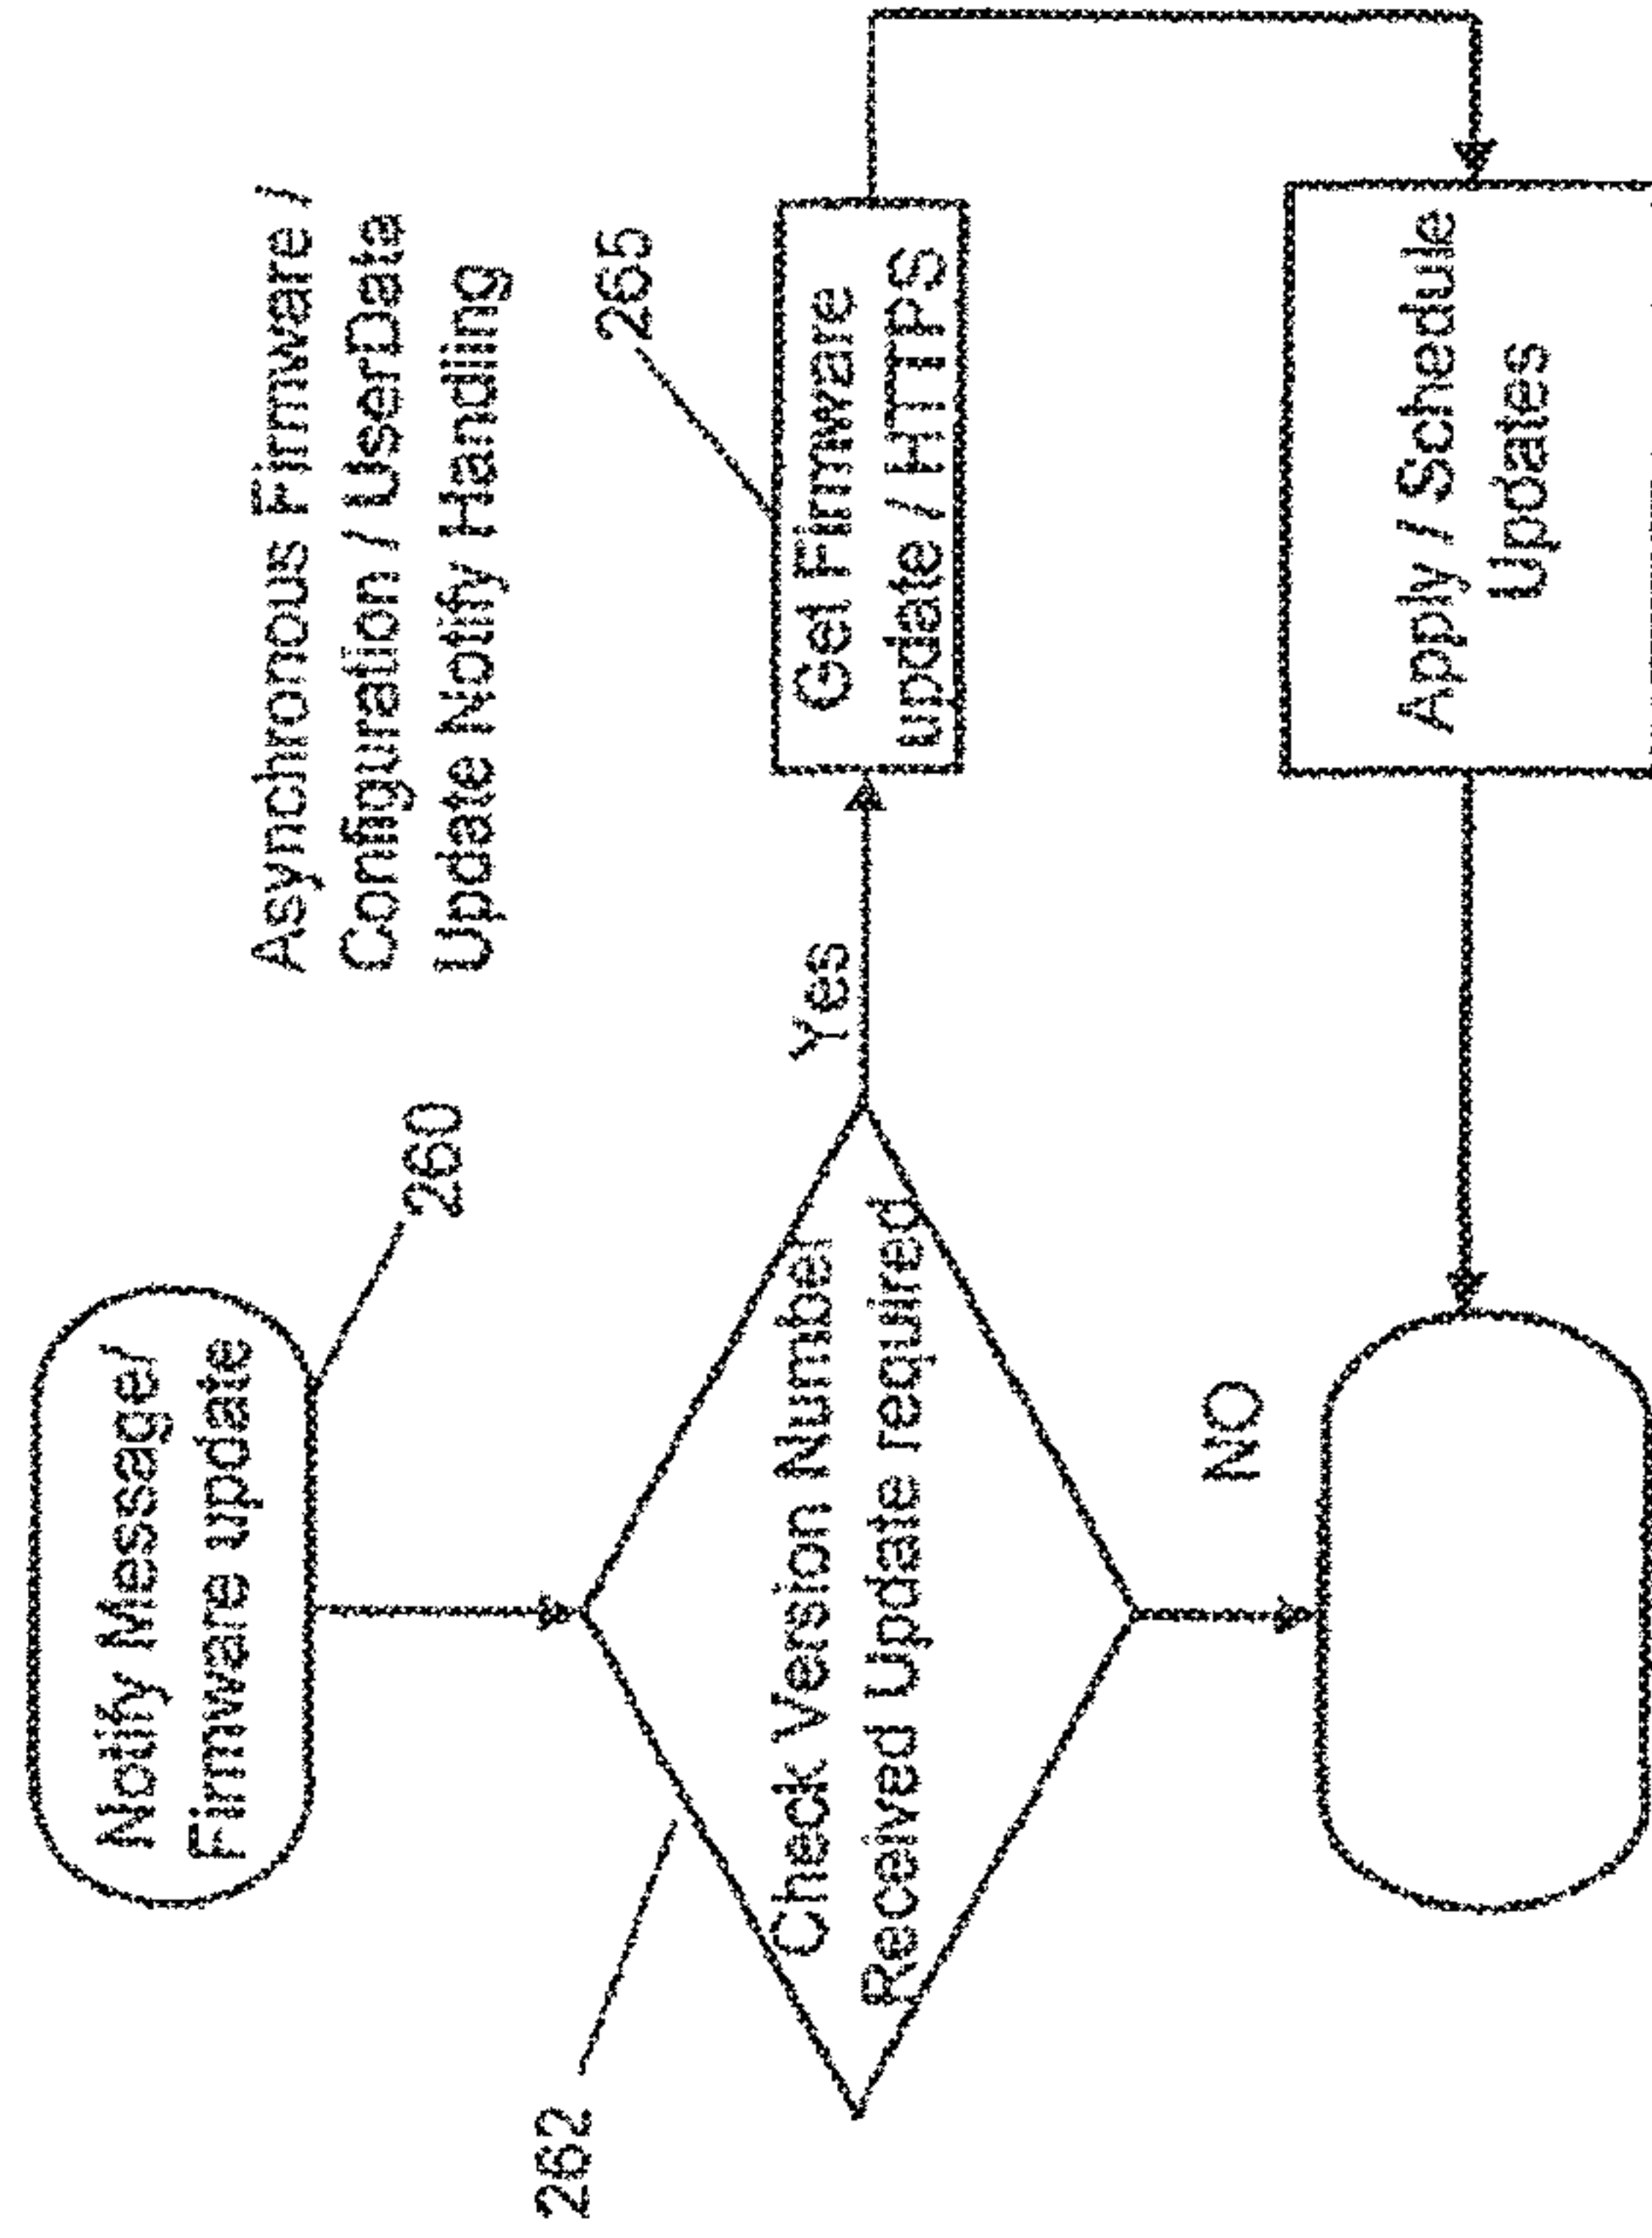 Asynchronous Firmware /
Configuration / UserData
Update Notify Handling
Notify Message/
Firmware update
260
262
Check Version Number
Received Update required
Yes
265
Get Firmware
update / HTTPS
NO
Apply / Schedule
Updates